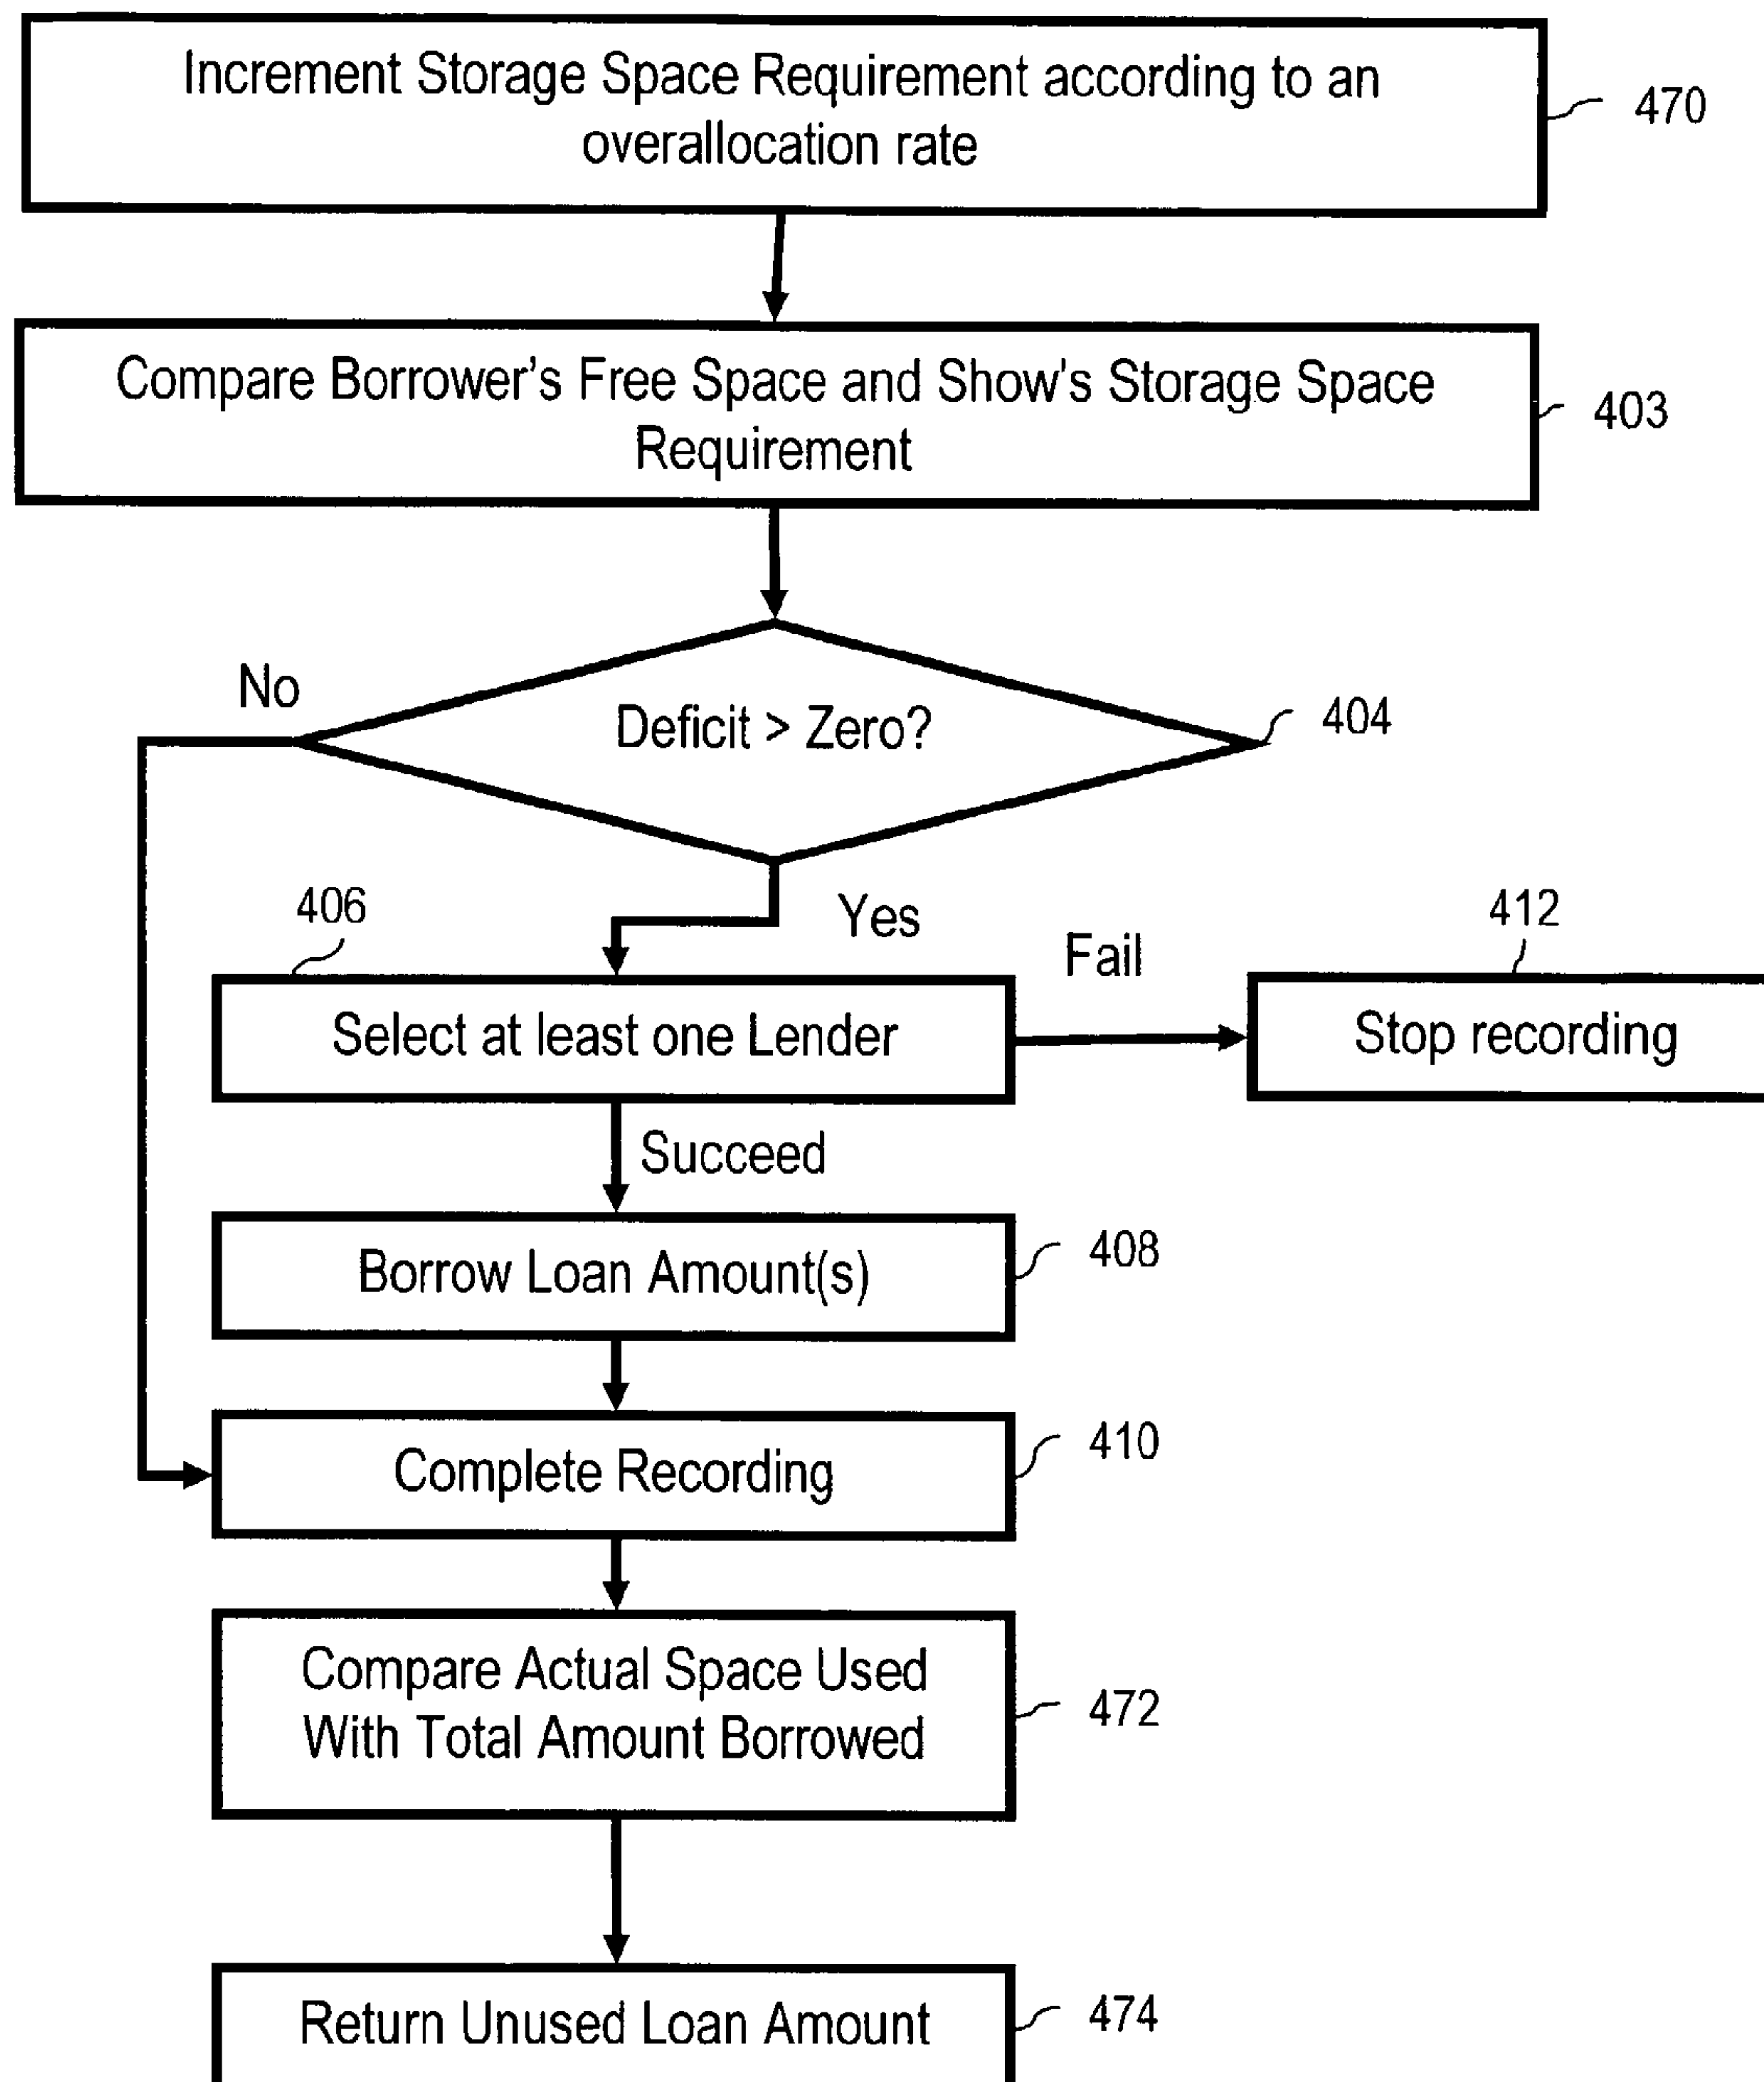 Increment Storage Space Requirement according to an
overallocation rate
470
Compare Borrower's Free Space and Show's Storage Space
Requirement
403
No
Deficit > Zero?
404
406
Yes
Fail
412
Select at least one Lender
Stop recording
Succeed
Borrow Loan Amount(s)
408
Complete Recording
410
Compare Actual Space Used
With Total Amount Borrowed
472
Return Unused Loan Amount
474